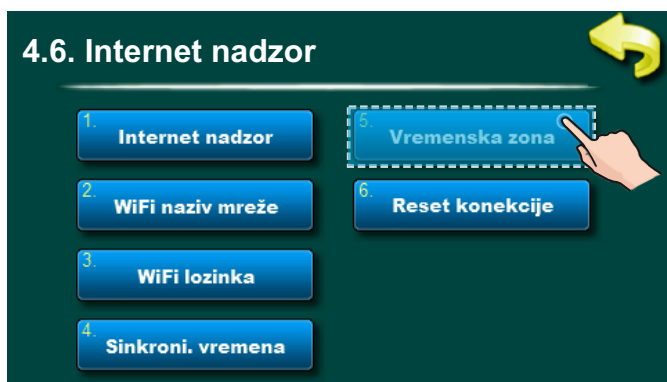 4.6. Internet nadzor
1. Internet nadzor
2. WiFi naziv mreže
3. WiFi lozinka
4. Sinkroni. vremena
5. Vremenska zona
6. Reset konekcije